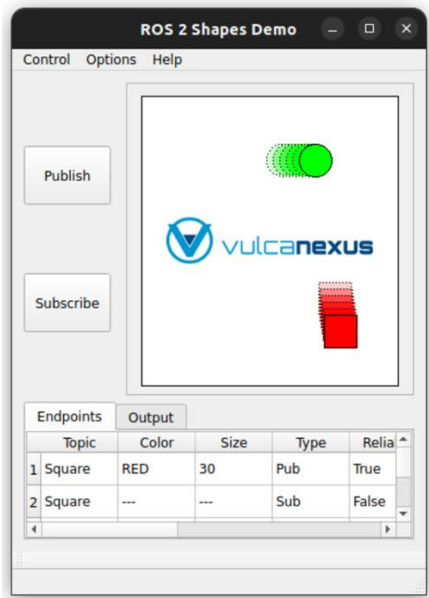 ROS 2 Shapes Demo
Control Options Help
Publish
vulcanexus
Subscribe
Endpoints Output
Topic Color Size Type Relia
1 Square RED 30 Pub True
2 Square --- --- Sub False